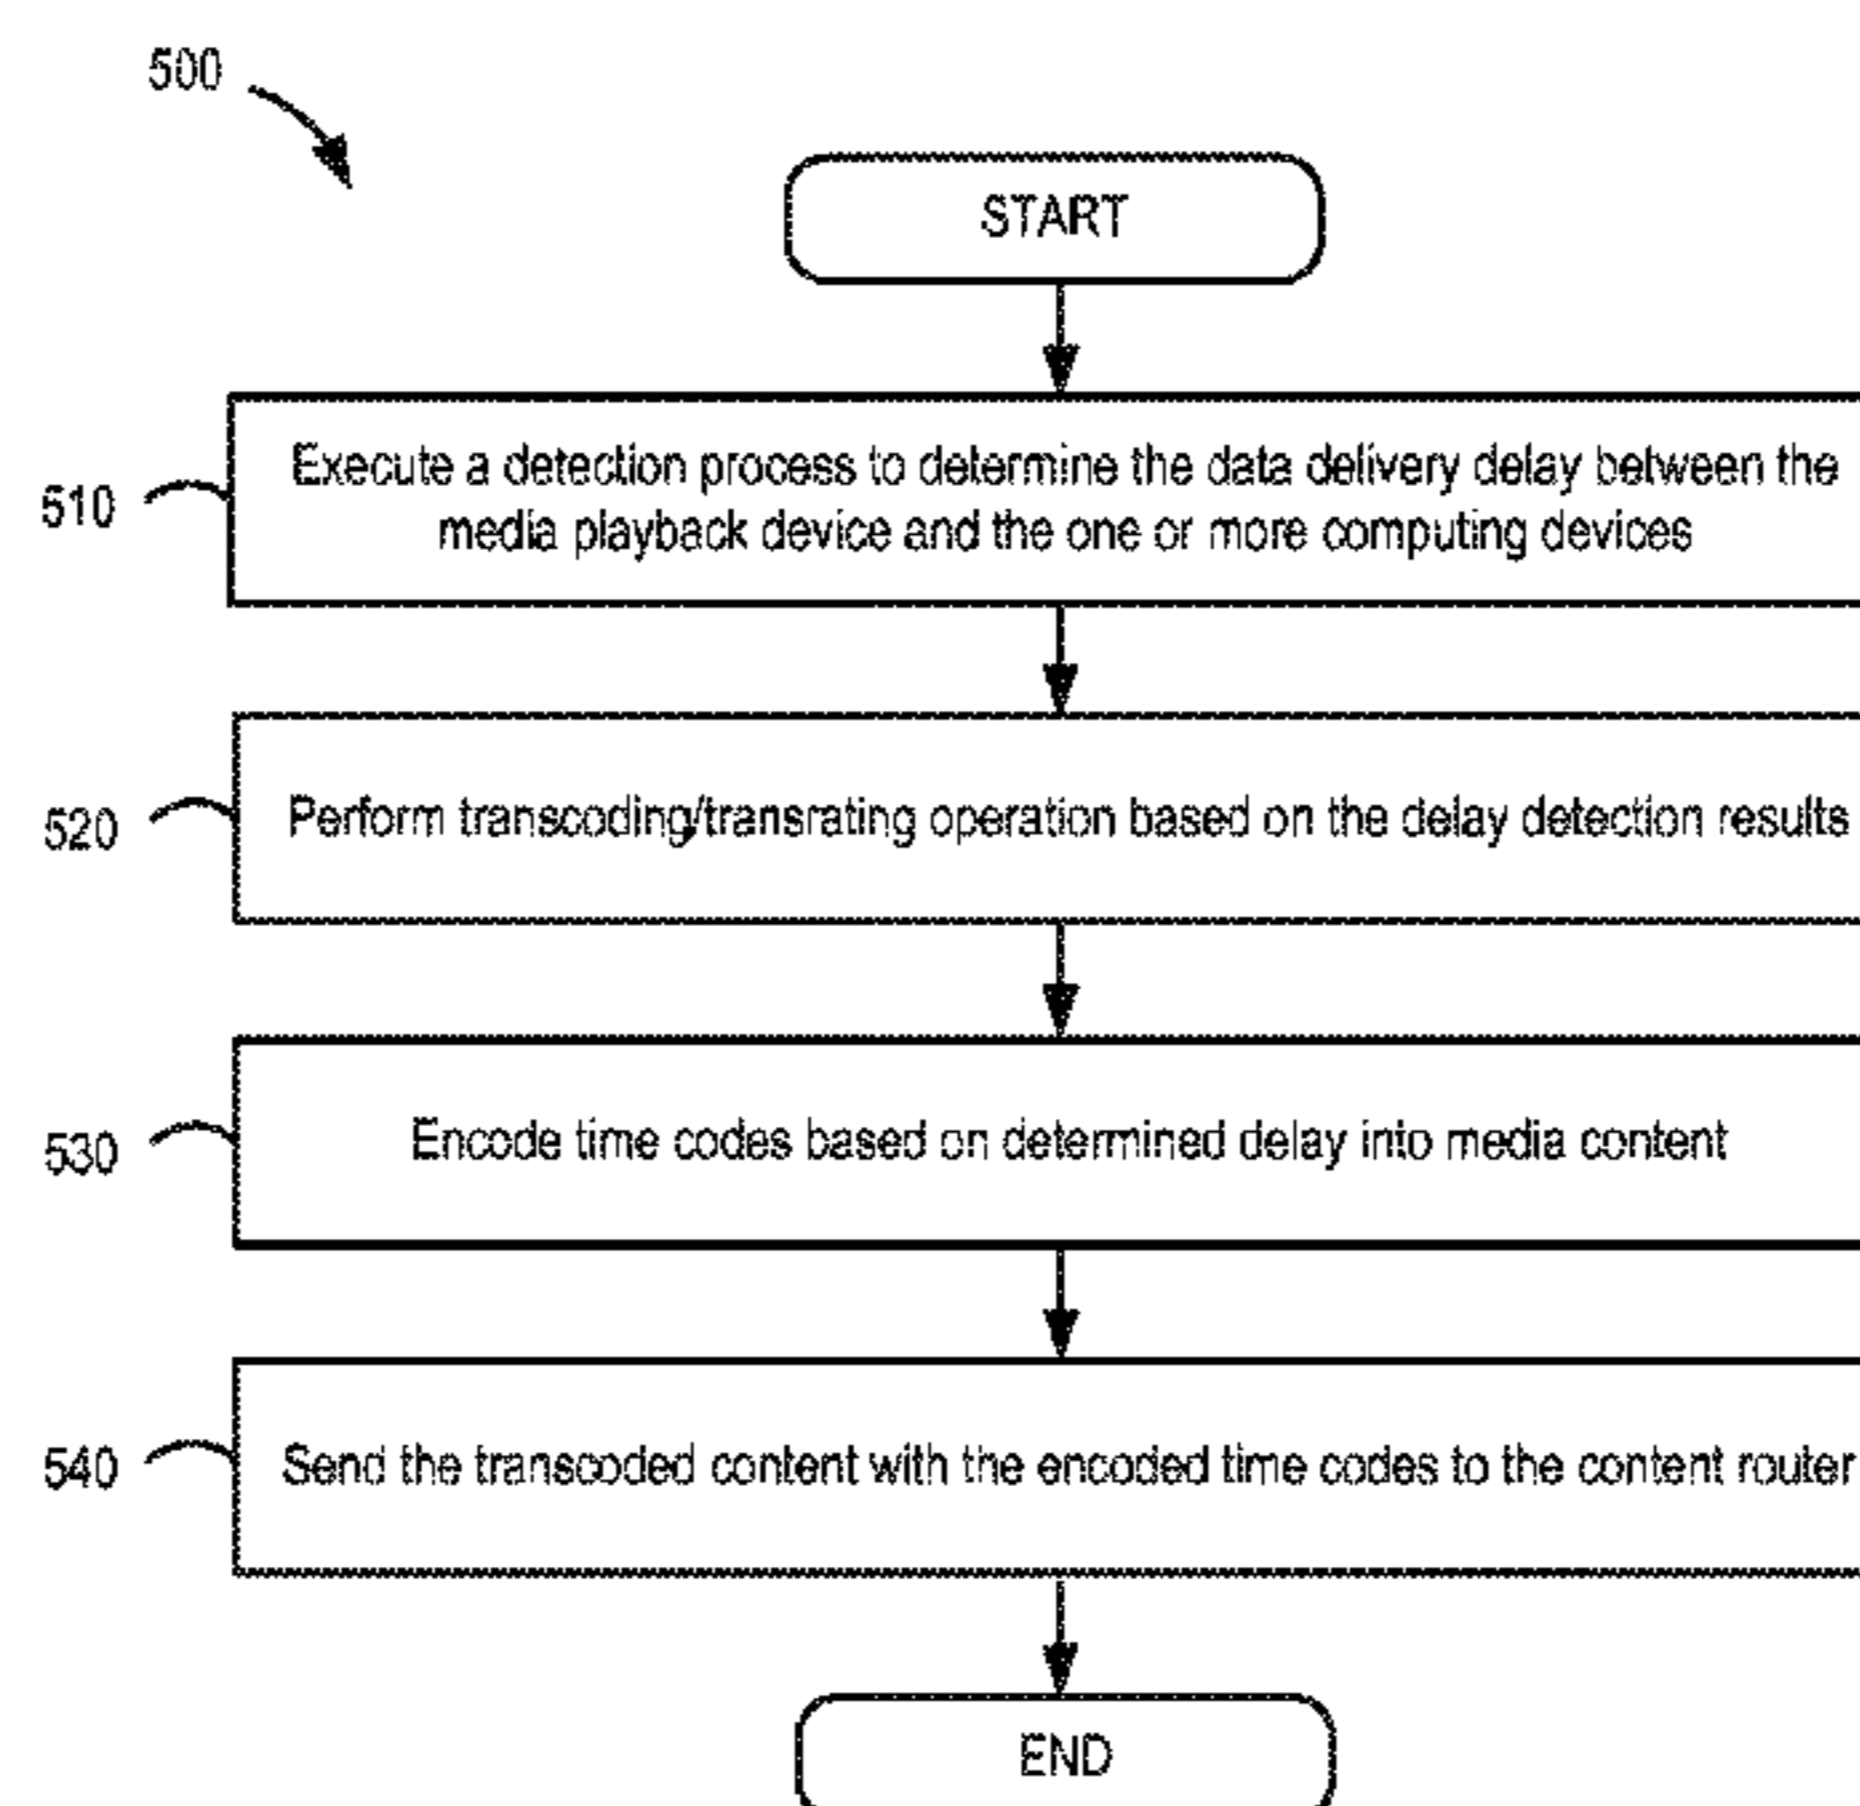 500
START
510
Execute a detection process to determine the data delivery delay between the
media playback device and the one or more computing devices
520
Perform transcoding/transrating operation based on the delay detection results
530
Encode time codes based on determined delay into media content
540
Send the transcoded content with the encoded time codes to the content router
END